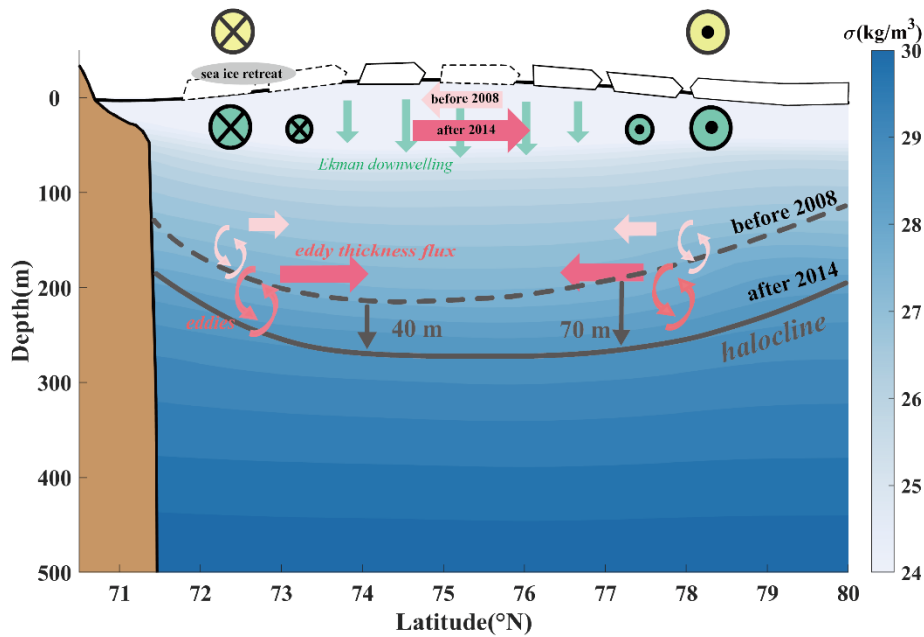 σ(kg/m³)
sea ice retreat
before 2008
after 2014
Ekman downwelling
before 2008
eddy thickness flux
after 2014
eddies
40 m
70 m
halocline
Depth(m)
0
100
200
300
400
500
71
72
73
74
75
76
77
78
79
80
Latitude(°N)
30
29
28
27
26
25
24